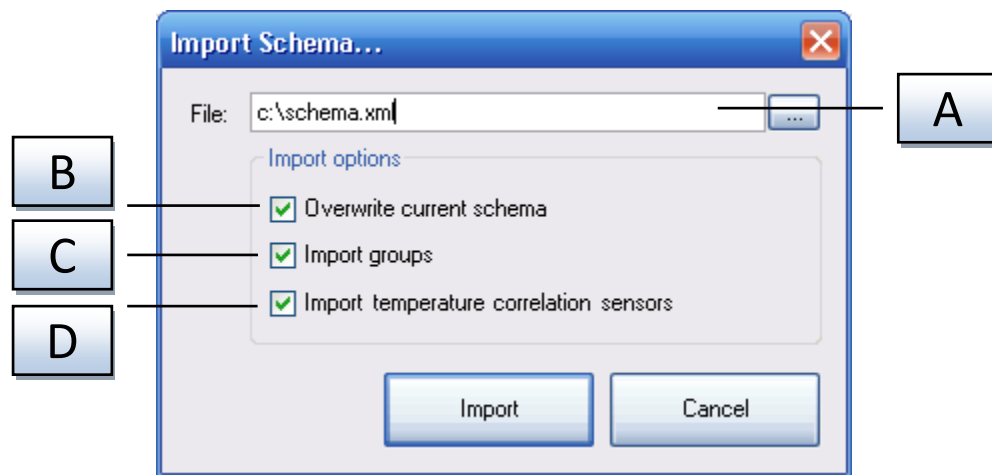 Import Schema...
File: c:\schema.xml ...
A
Import options
B
Overwrite current schema
C
Import groups
D
Import temperature correlation sensors
Import Cancel